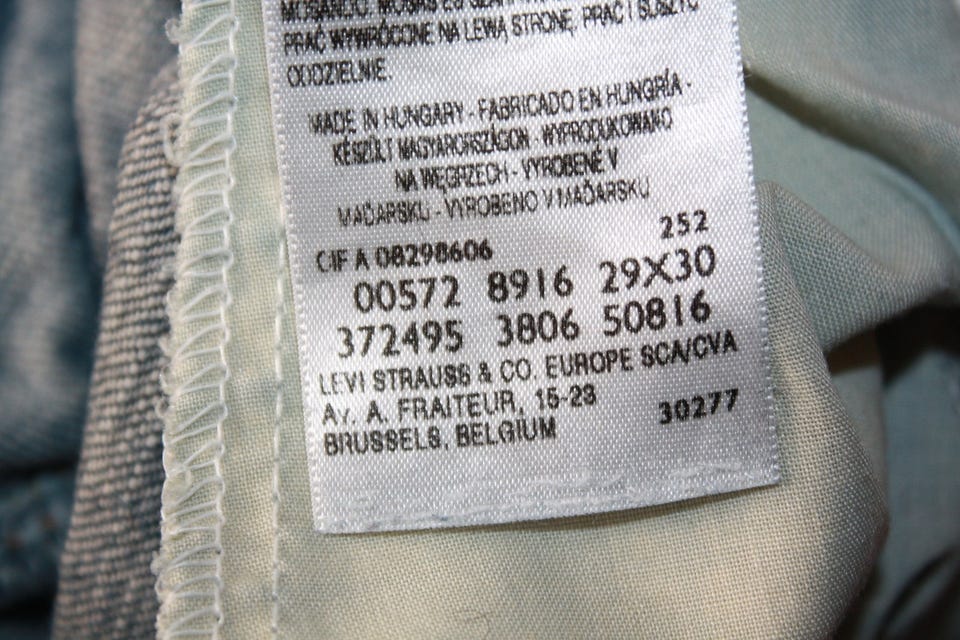 PRAĆ WYWRÓCONE NA LEWĄ STRONĘ, PRAĆ I SUSZYĆ
ODDZIELNIE.
MADE IN HUNGARY - FABRICADO EN HUNGRÍA -
KÉSZÜLT MAGYARORSZÁGON - WYPRODUKOWANO
NA WĘGRZECH - VYROBENÉ V
MAĎARSKU - VYROBENO V MAĎARSKU
252
CIF A 08298606
00572 8916 29X30
372495 3806 50816
LEVI STRAUSS & CO. EUROPE SCA/CVA
Av. A. FRAITEUR, 15-23
30277
BRUSSELS, BELGIUM